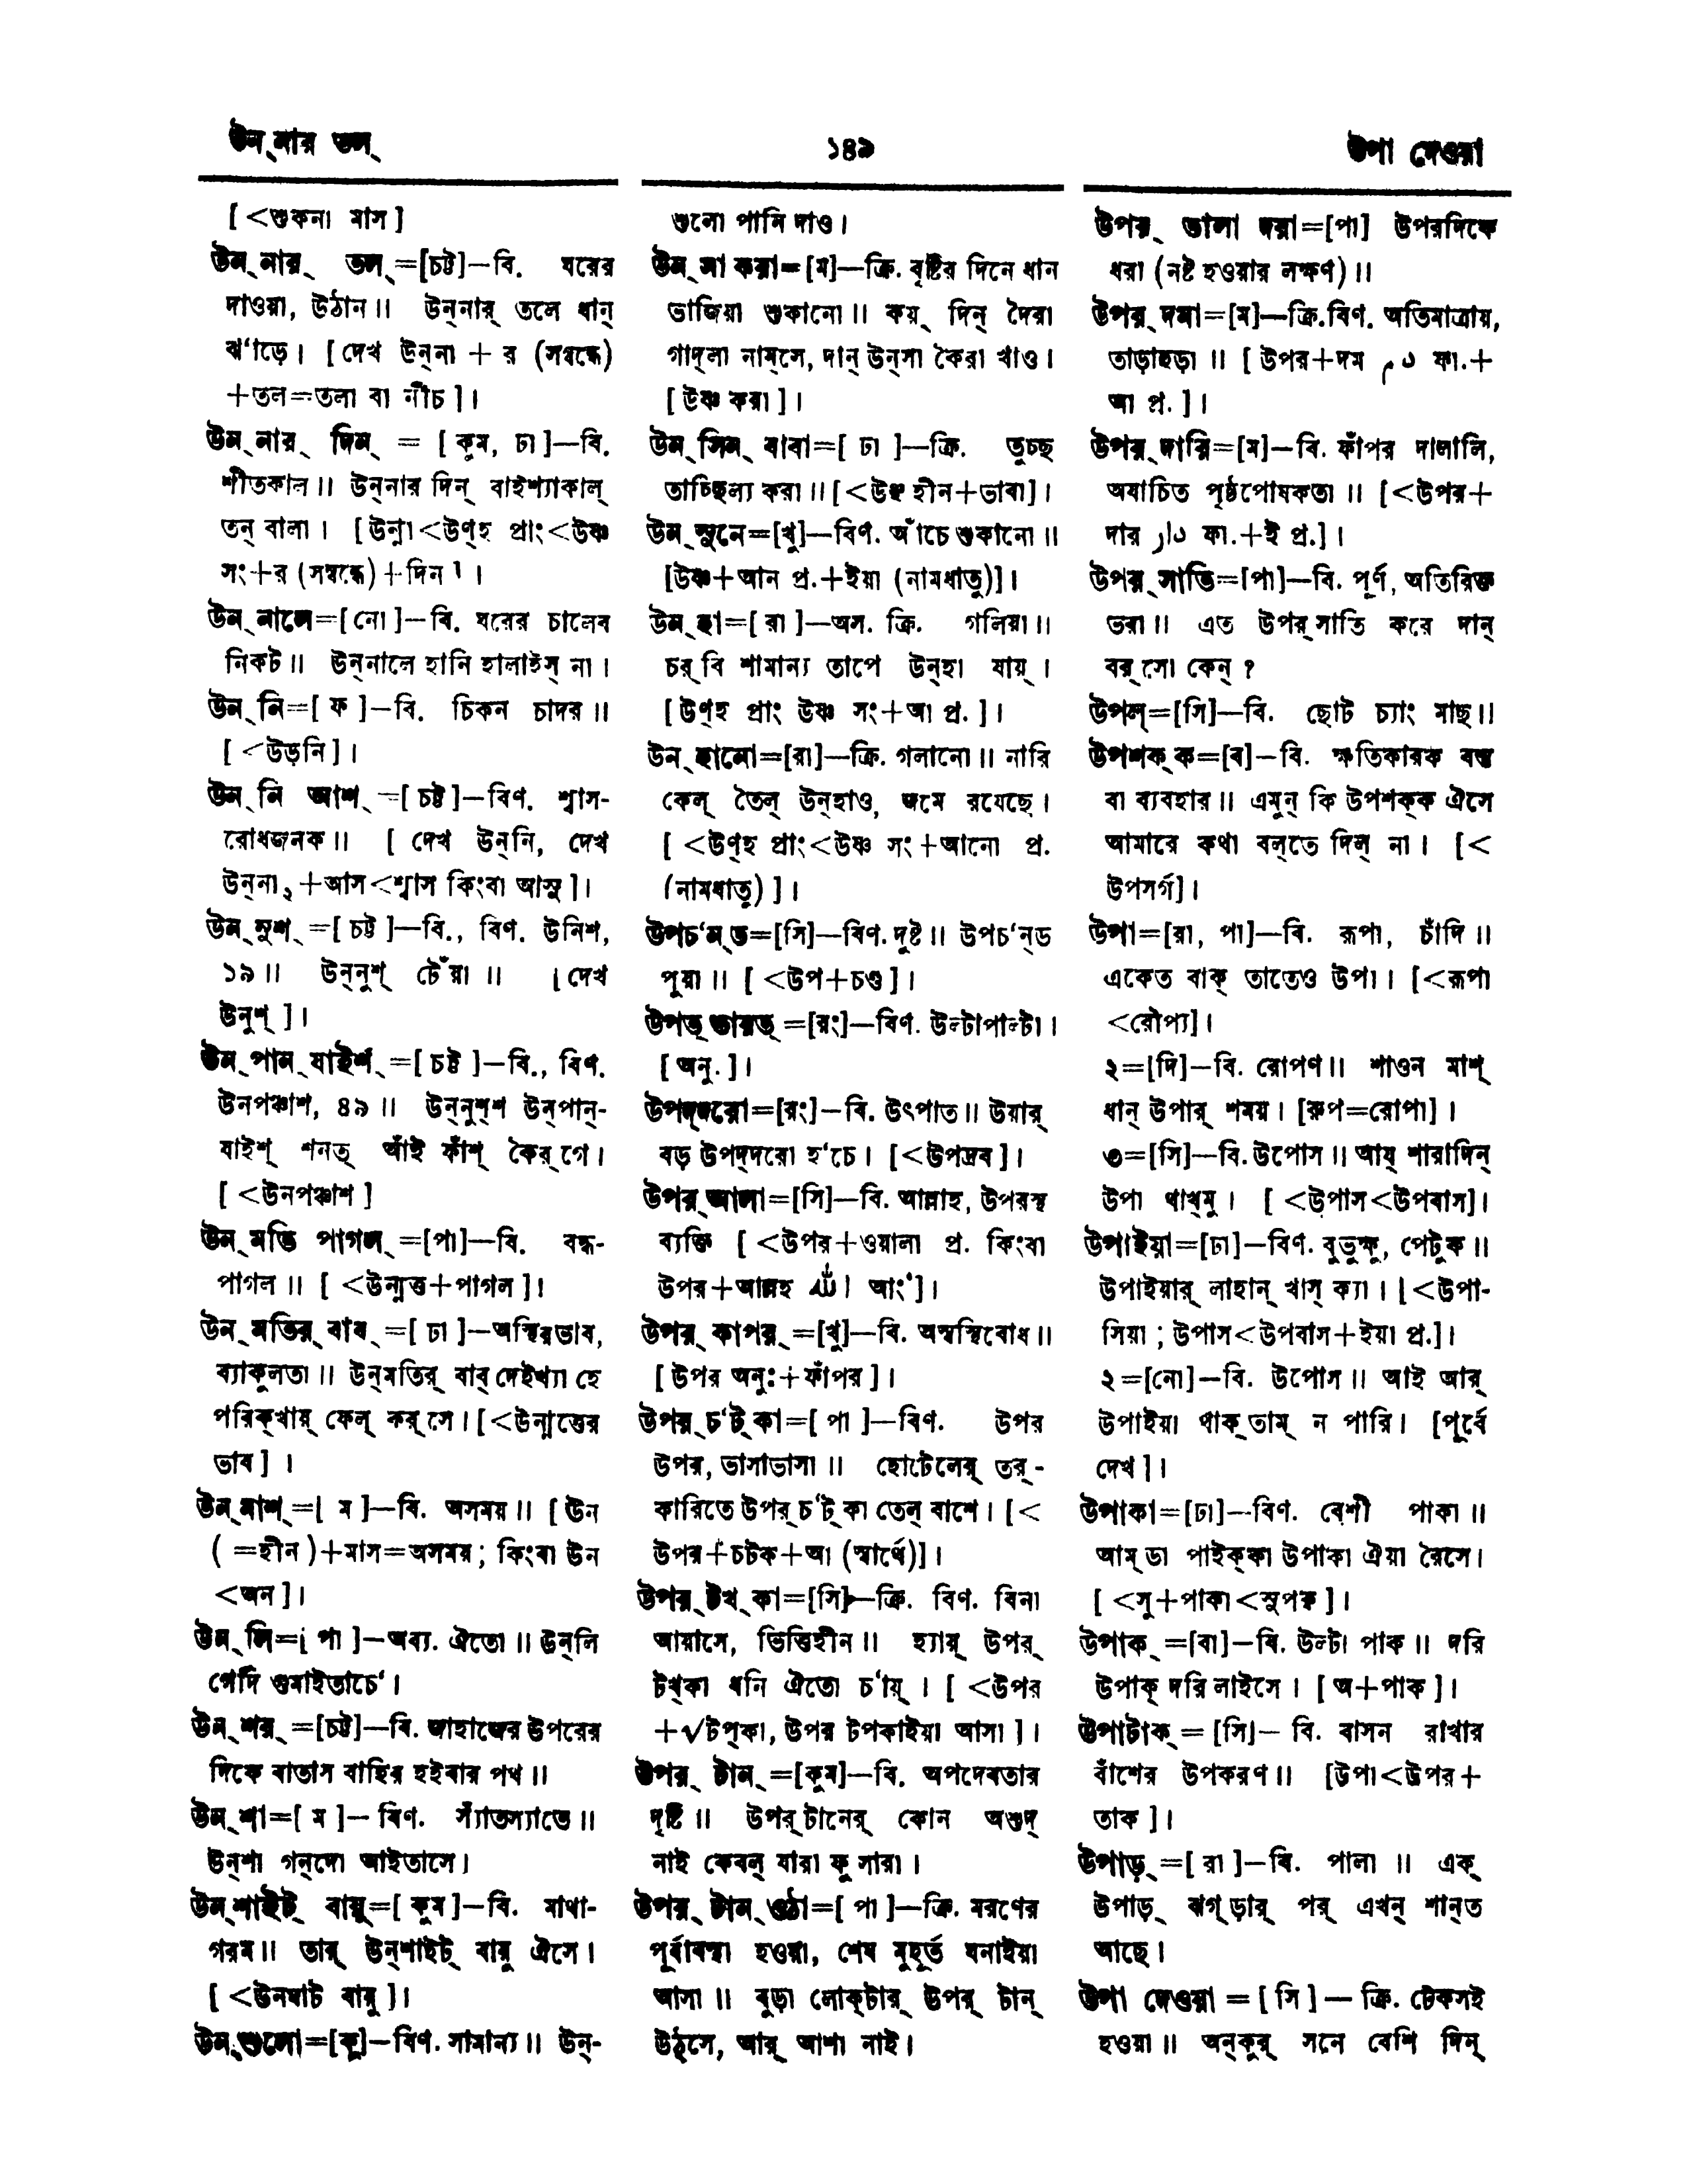 উন্‌নার তল্
১৪৯
উপা দেওয়া
[ <শুকনা মাস ]
উন্‌নার্ তল্=[চট্ট]—বি. ঘরের
দাওয়া, উঠান॥ উন্‌নার্ তলে ধান্
ঝ'াড়ে। [ দেখ উন্‌না + র (সম্বন্ধে)
+তল=তলা বা নীচ ]।
উন্‌নার্ দিন্ = [ কুম, ঢা ]—বি.
শীতকাল॥ উন্‌নার দিন্ বাইশ্যাকাল্
তন্ বালা। [ উন্না<উণ্‌হ প্রাং<উষ্ণ
সং+র (সম্বন্ধে)+দিন ১।
উন্‌নালে=[ নো ]—বি. ঘরের চালের
নিকট॥ উন্‌নালে হানি হালাইস্ না।
উন্‌নি=[ ফ ]—বি. চিকন চাদর॥
[ <উড়নি ]।
উন্‌নি আশ্=[ চট্ট ]—বিণ. শ্বাস-
রোধজনক॥ [ দেখ উন্‌নি, দেখ
উন্‌না২+আস<শ্বাস কিংবা আস্য ]।
উন্‌নুশ্=[ চট্ট ]—বি., বিণ. উনিশ,
১৯॥ উন্‌নুশ্ টেঁয়া॥ [ দেখ
উনুশ্ ]।
উন্‌পান্‌যাইশ্=[ চট্ট ]—বি., বিণ.
উনপঞ্চাশ, ৪৯॥ উন্‌নুশ্‌শ উন্‌পান্-
যাইশ্ শনত্ আঁই ফাঁশ্ কৈর্‌গে।
[ <ঊনপঞ্চাশ ]
উন্‌মত্তি পাগল্=[পা]—বি. বদ্ধ-
পাগল॥ [ <উন্মত্ত+পাগল ]।
উন্‌মতির্ বাব্=[ ঢা ]—অস্থিরভাব,
ব্যাকুলতা॥ উন্‌মতির্ বাব্ দেইখ্যা হে
পরিক্‌খায়্ ফেল্ কর্‌সে। [<উন্মত্তের
ভাব ]।
উন্‌মাশ্=[ ম ]—বি. অসময়॥ [ ঊন
( =হীন )+মাস=অসময়; কিংবা ঊন
<অন ]।
উন্‌লি=[ পা ]—অব্য. ঐতো॥ উন্‌লি
পেদি গুমাইতাচে'।
উন্‌শর্=[চট্ট]—বি. জাহাজের উপরের
দিকে বাতাস বাহির হইবার পথ॥
উন্‌শা=[ ম ]—বিণ. স্যাঁতস্যাতে॥
উন্‌শা গন্‌দো আইতাসে।
উন্‌শাইট্ বায়ু=[ কুম ]—বি. মাথা-
গরম॥ তার্ উন্‌শাইট্ বায়ু ঐসে।
[ <ঊনষাট বায়ু ]।
উন্‌শুলো=[কু]—বিণ. সামান্য॥ উন্-
শুলো পানি দাও।
উন্‌সা করা=[ম]—ক্রি. বৃষ্টির দিনে ধান
ভাজিয়া শুকানো॥ কয়্ দিন্ দৈরা
গাদ্‌লা নাম্‌সে, দান্ উন্‌সা কৈরা খাও।
[ উষ্ণ করা ]।
উন্‌সিন্ বাবা=[ ঢা ]—ক্রি. তুচ্ছ
তাচ্ছিল্য করা॥ [<উঞ্ছ হীন+ভাবা]।
উন্‌সুনে=[খু]—বিণ. আঁচে শুকানো॥
[উষ্ণ+আন প্র.+ইয়া (নামধাতু)]।
উন্‌হা=[ রা ]—অস. ক্রি. গলিয়া॥
চর্‌বি শামান্য তাপে উন্‌হা যায়্।
[ উণ্‌হ প্রাং উষ্ণ সং+আ প্র. ]।
উন্‌হানো=[রা]—ক্রি. গলানো॥ নারি
কেল্ তৈল্ উন্‌হাও, জমে রযেছে।
[ <উণ্‌হ প্রাং<উষ্ণ সং+আনো প্র.
(নামধাতু) ]।
উপচ'ন্‌ড=[সি]—বিণ. দুষ্ট॥ উপচ'ন্‌ড
পুয়া॥ [ <উপ+চণ্ড ]।
উপত্ তারত্=[রং]—বিণ. উল্টাপাল্টা।
[ অনু. ]।
উপদ্‌দরো=[রং]—বি. উৎপাত॥ উয়ার্
বড় উপদ্‌দরো হ'চে। [<উপদ্রব ]।
উপর্‌আলা=[সি]—বি. আল্লাহ, উপরস্থ
ব্যক্তি [ <উপর+ওয়ালা প্র. কিংবা
উপর+আল্লহ الله আং' ]।
উপর্ কাপর্=[খু]—বি. অস্বস্তিবোধ॥
[ উপর অনু:+ফাঁপর ]।
উপর্‌চ'ট্‌কা=[ পা ]—বিণ. উপর
উপর, ভাসাভাসা॥ হোটেলের্ তর্-
কারিতে উপর্‌চ'ট্‌কা তেল্ বাশে। [<
উপর+চটক+আ (স্বার্থে) ]।
উপর্ টখ্‌কা=[সি]—ক্রি. বিণ. বিনা
আয়াসে, ভিত্তিহীন॥ হ্যার্ উপর্
টখ্‌কা ধনি ঐতো চ'ায়্। [ <উপর
+√টপ্‌কা, উপর টপকাইয়া আসা ]।
উপর্ টান্=[কুম]—বি. অপদেবতার
দৃষ্টি॥ উপর্ টানের্ কোন অশুদ্
নাই কেবল্ যারা ফু সারা।
উপর্ টান্ ওঠা=[ পা ]—ক্রি. মরণের
পূর্বাবস্থা হওয়া, শেষ মুহূর্ত ঘনাইয়া
আসা॥ বুড়া লোক্‌টার্ উপর্ টান্
উঠ্‌সে, আর্ আশা নাই।
উপর্ তালা দরা=[পা] উপরদিকে
ধরা (নষ্ট হওয়ার লক্ষণ)॥
উপর্‌দমা=[ম]—ক্রি.বিণ. অতিমাত্রায়,
তাড়াহুড়া॥ [ উপর+দম دم ফা.+
আ প্র. ]।
উপর্‌দারি=[ম]—বি. ফাঁপর দালালি,
অযাচিত পৃষ্ঠপোষকতা॥ [<উপর+
দার دار ফা.+ই প্র.]।
উপর্‌সাতি=[পা]—বি. পূর্ণ, অতিরিক্ত
ভরা॥ এত উপর্‌সাতি করে দান্
বর্‌সো কেন্ ?
উপল্=[সি]—বি. ছোট চ্যাং মাছ॥
উপশক্‌ক=[ব]—বি. ক্ষতিকারক বস্তু
বা ব্যবহার॥ এমুন্ কি উপশক্‌ক ঐসে
আমারে কথা বল্‌তে দিল্ না। [<
উপসর্গ]।
উপা=[রা, পা]—বি. রূপা, চাঁদি॥
একেত বাক্ তাতেও উপা। [<রূপা
<রৌপ্য]।
২=[দি]—বি. রোপণ॥ শাওন মাশ্
ধান্ উপার্ শময়। [রুপ=রোপা]।
৩=[সি]—বি. উপোস॥ আয্ শারাদিন্
উপা থাখ্‌মু। [ <উপাস<উপবাস]।
উপাইয়া=[ঢা]—বিণ. বুভুক্ষু, পেটুক॥
উপাইয়ার্ লাহান্ খাস্ ক্যা। [<উপা-
সিয়া; উপাস<উপবাস+ইয়া প্র.]।
২=[নো]—বি. উপোস॥ আই আর্
উপাইয়া থাক্‌তাম্ ন পারি। [পূর্বে
দেখ ]।
উপাকা=[ঢা]—বিণ. বেশী পাকা॥
আম্‌ডা পাইক্‌কা উপাকা ঐয়া রৈসে।
[ <সু+পাকা<সুপক্ব ]।
উপাক্=[বা]—বি. উল্টা পাক॥ দরি
উপাক্ দরি লাইসে। [ অ+পাক ]।
উপাটাক্= [সি]— বি. বাসন রাখার
বাঁশের উপকরণ॥ [উপা<উপর+
তাক ]।
উপাড়্=[ রা ]—বি. পালা॥ এক্
উপাড়্ ঝগ্‌ড়ার্ পর্ এখন্ শান্‌ত
আছে।
উপা দেওয়া = [ সি ] — ক্রি. টেকসই
হওয়া॥ অন্‌কুর্ সনে বেশি দিন্